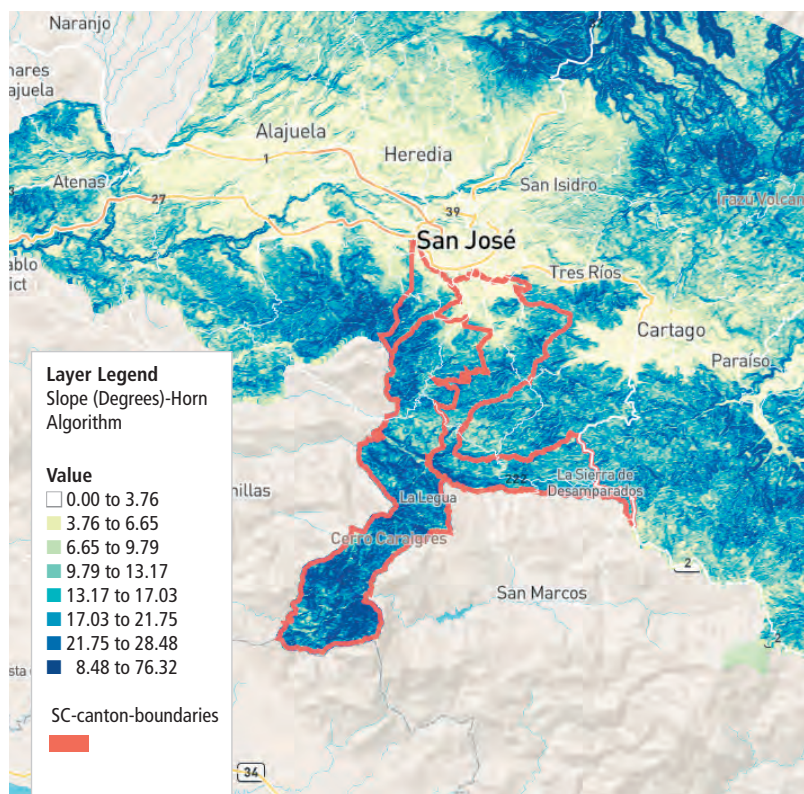 Naranjo
nares
ajuela
Alajuela
Heredia
1
Atenas
27
San Isidro
Irazú Volcan
39
3
32
San José
ablo
ict
Tres Ríos
Cartago
Paraíso
Layer Legend
Slope (Degrees)-Horn
Algorithm
Value
0.00 to 3.76
3.76 to 6.65
6.65 to 9.79
9.79 to 13.17
13.17 to 17.03
17.03 to 21.75
21.75 to 28.48
8.48 to 76.32
SC-canton-boundaries
nillas
La Legua
222
La Sierra de
Desamparados
Cerro Caraigres
2
San Marcos
2
sta
34